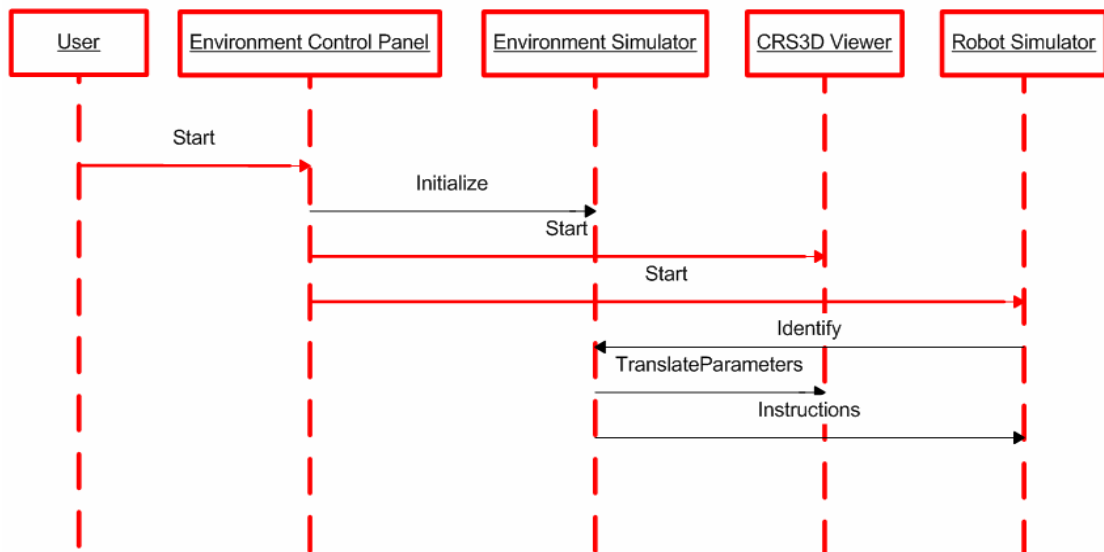 User
Environment Control Panel
Environment Simulator
CRS3D Viewer
Robot Simulator
Start
Initialize
Start
Start
Identify
TranslateParameters
Instructions